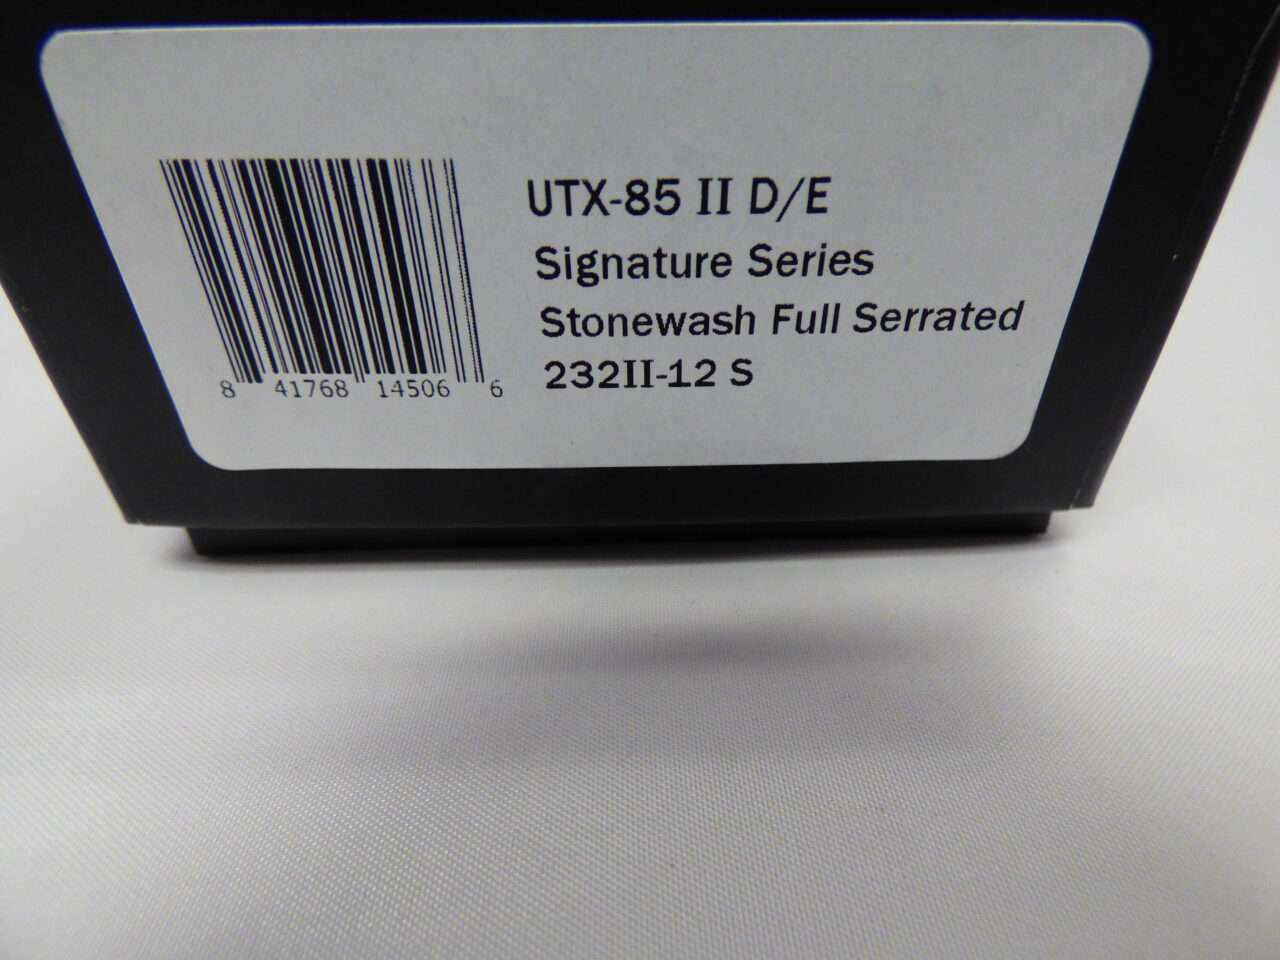 UTX-85 II D/E
Signature Series
Stonewash Full Serrated
232II-12 S
8 41768 14506 6